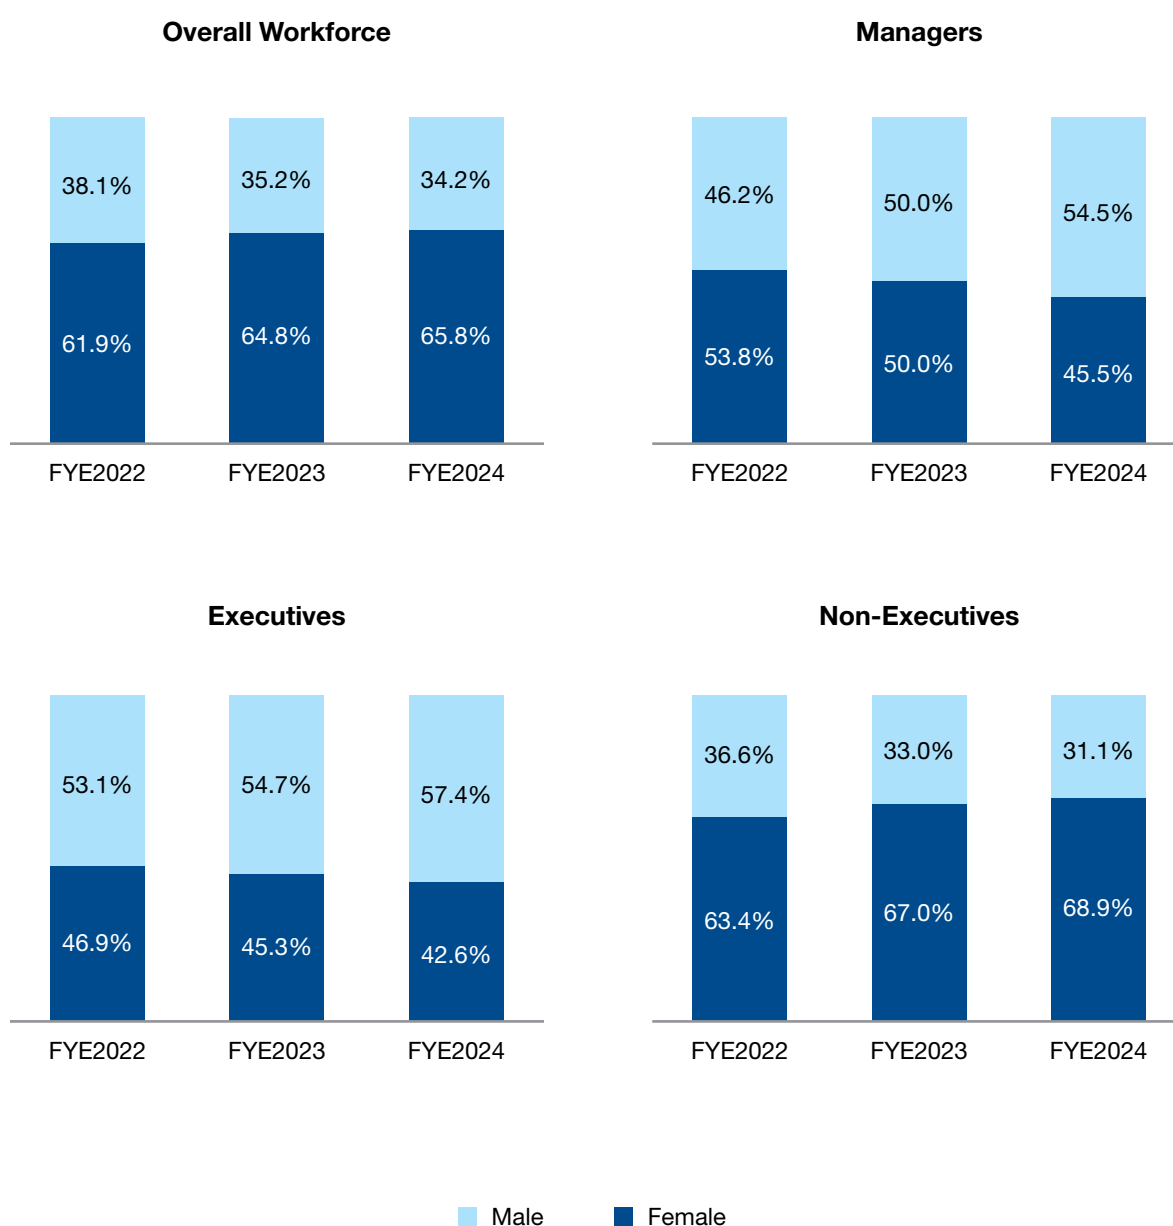 Overall Workforce
38.1% 35.2% 34.2%
61.9% 64.8% 65.8%
FYE2022 FYE2023 FYE2024
Managers
46.2% 50.0% 54.5%
53.8% 50.0% 45.5%
FYE2022 FYE2023 FYE2024
Executives
53.1% 54.7% 57.4%
46.9% 45.3% 42.6%
FYE2022 FYE2023 FYE2024
Non-Executives
36.6% 33.0% 31.1%
63.4% 67.0% 68.9%
FYE2022 FYE2023 FYE2024
Male Female